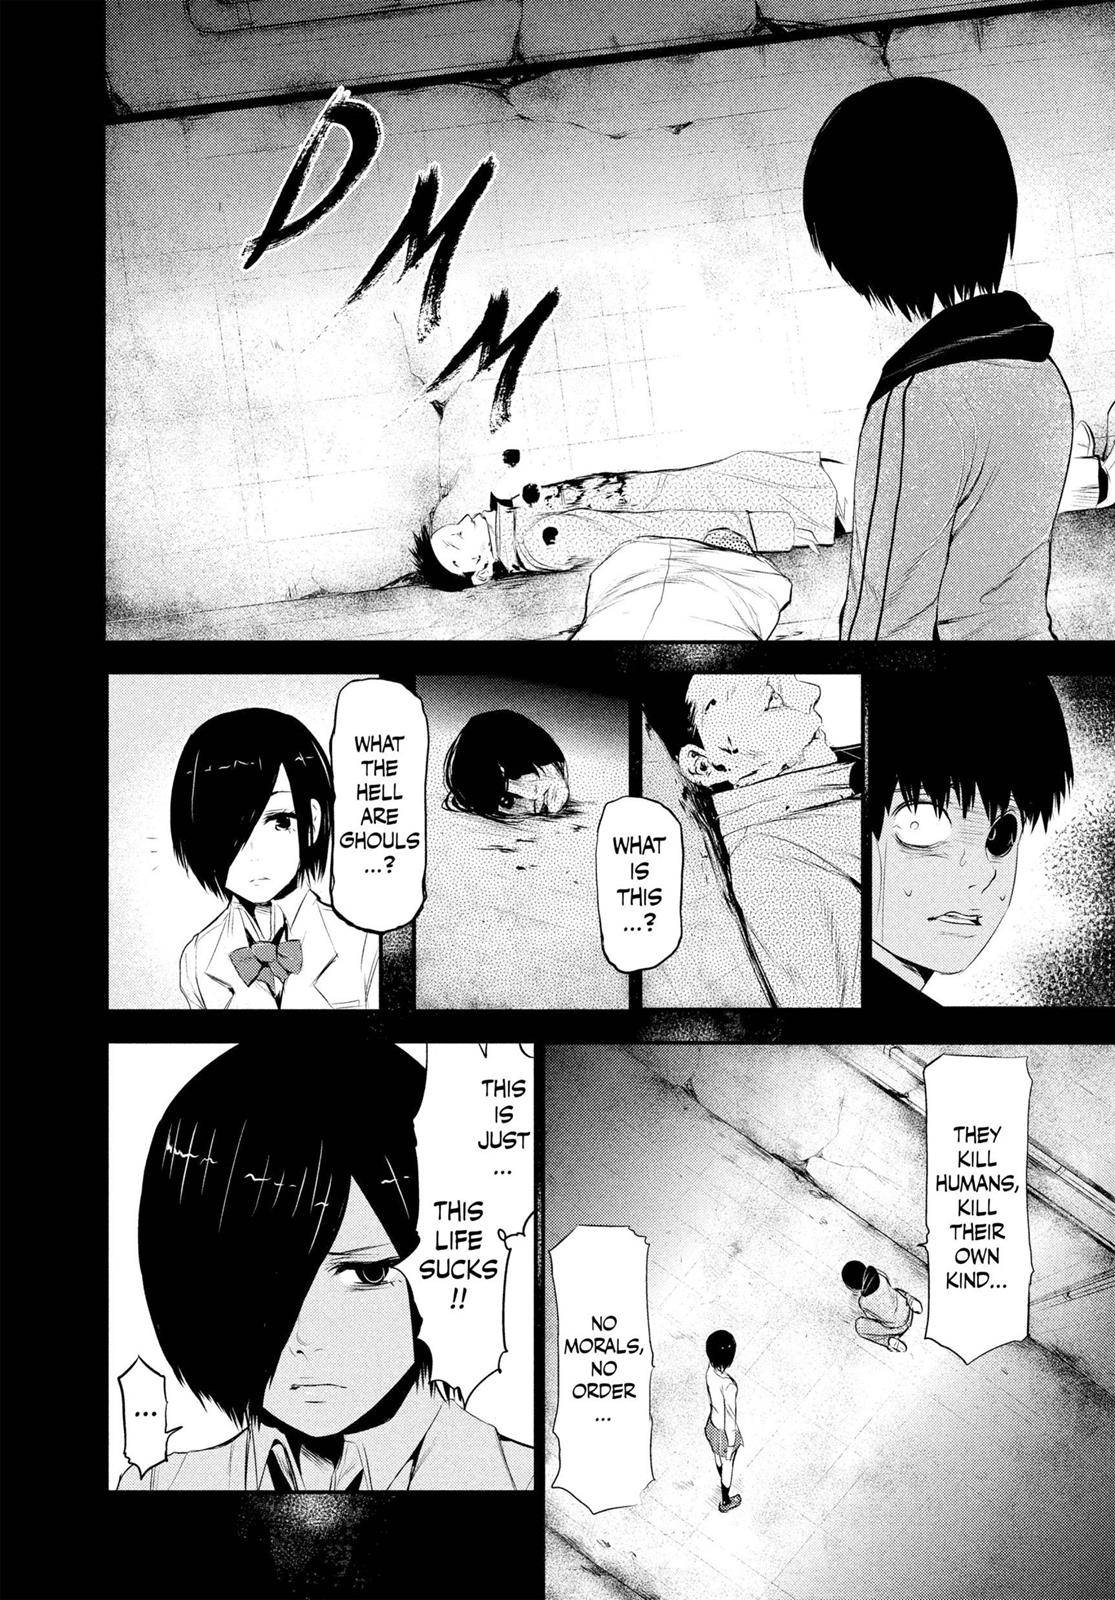 DMM
WHAT
IS
THIS
...?
WHAT
THE
HELL ARE
GHOULS
...?
THEY
KILL
HUMANS,
KILL
THEIR
OWN
KIND...
NO
MORALS,
NO
ORDER
...
THIS
IS
JUST
...
THIS
LIFE
SUCKS
!!
...